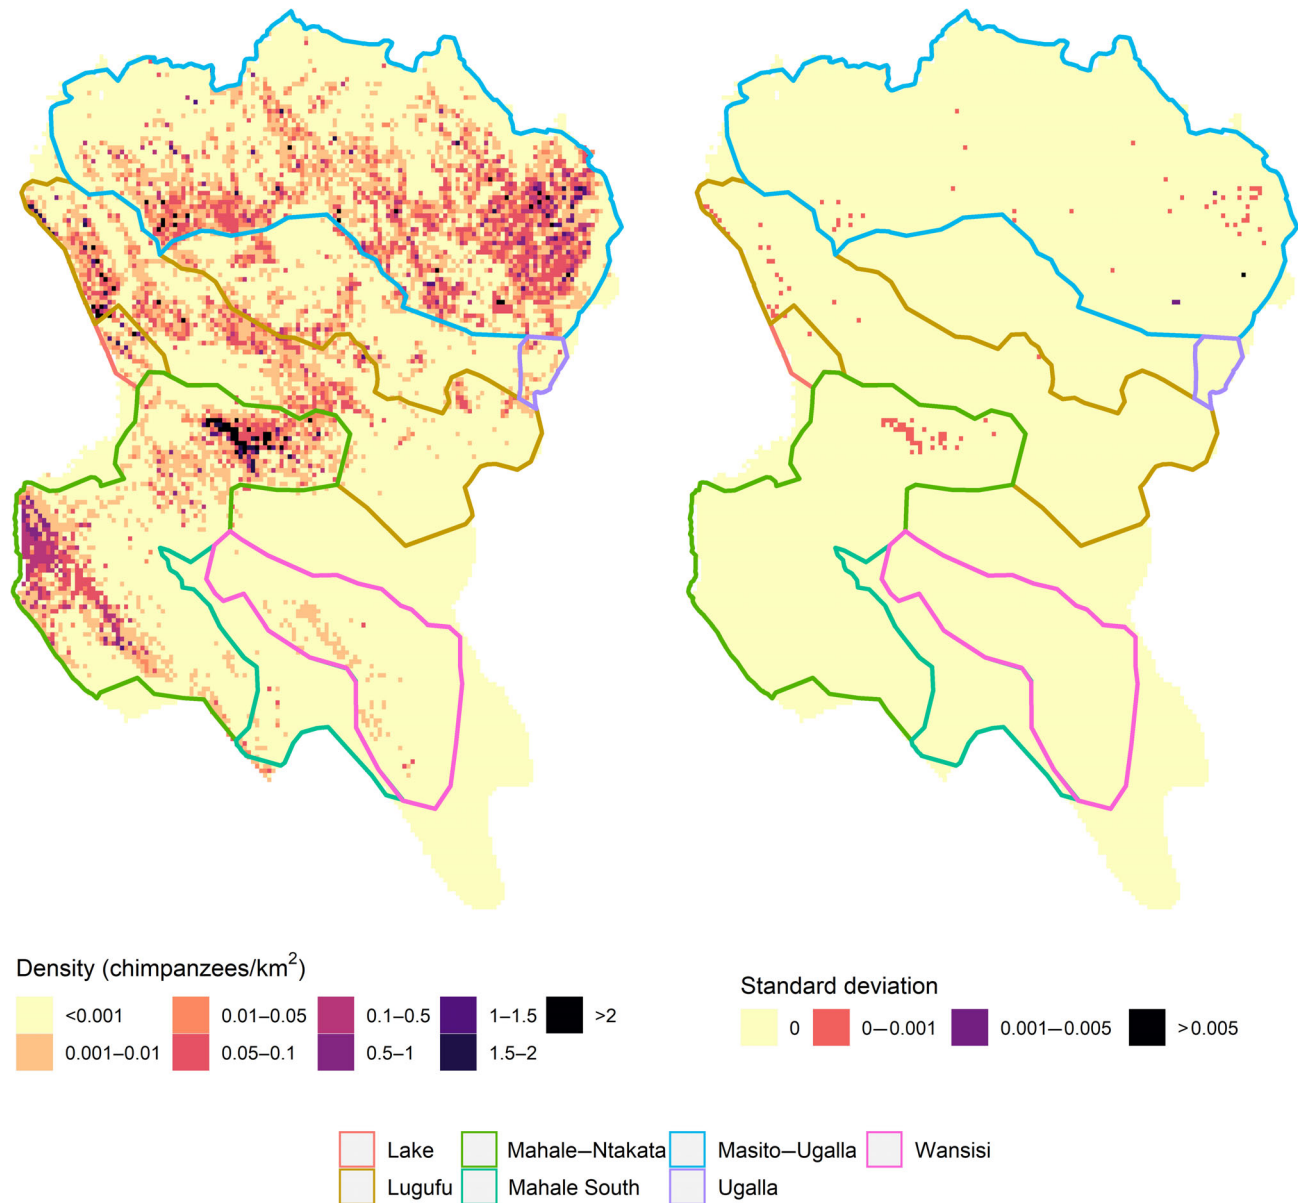 Density (chimpanzees/km²)
<0.001
0.01–0.05
0.1–0.5
1–1.5
>2
0.001–0.01
0.05–0.1
0.5–1
1.5–2
Standard deviation
0
0–0.001
0.001–0.005
>0.005
Lake
Mahale–Ntakata
Masito–Ugalla
Wansisi
Lugufu
Mahale South
Ugalla